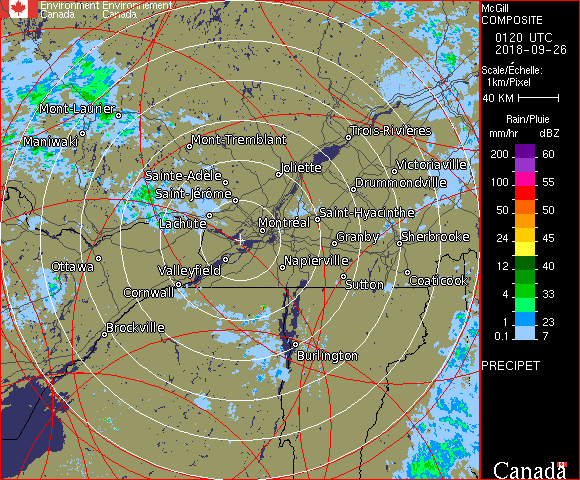 Environment Environnement
Canada Canada
McGill
COMPOSITE
0120 UTC
2018-09-26
Scale/Échelle:
1km/Pixel
40 KM
Rain/Pluie
mm/hr dBZ
200 60
100 55
50 50
24 45
12 40
4 33
1 23
0.1 7
PRECIPET
Mont-Laurier
Maniwaki
Mont-Tremblant
Trois-Rivières
Joliette
Victoriaville
Sainte-Adèle
Drummondville
Saint-Jérôme
Saint-Hyacinthe
Lachute
Montréal
Granby
Sherbrooke
Ottawa
Valleyfield
Napierville
Cornwall
Sutton
Coaticook
Brockville
Burlington
Canada